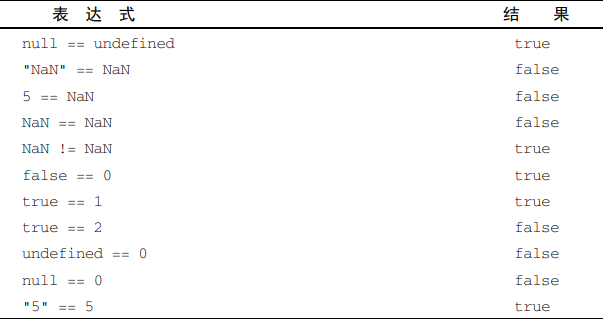 表 达 式 结 果
null == undefined true
"NaN" == NaN false
5 == NaN false
NaN == NaN false
NaN != NaN true
false == 0 true
true == 1 true
true == 2 false
undefined == 0 false
null == 0 false
"5" == 5 true